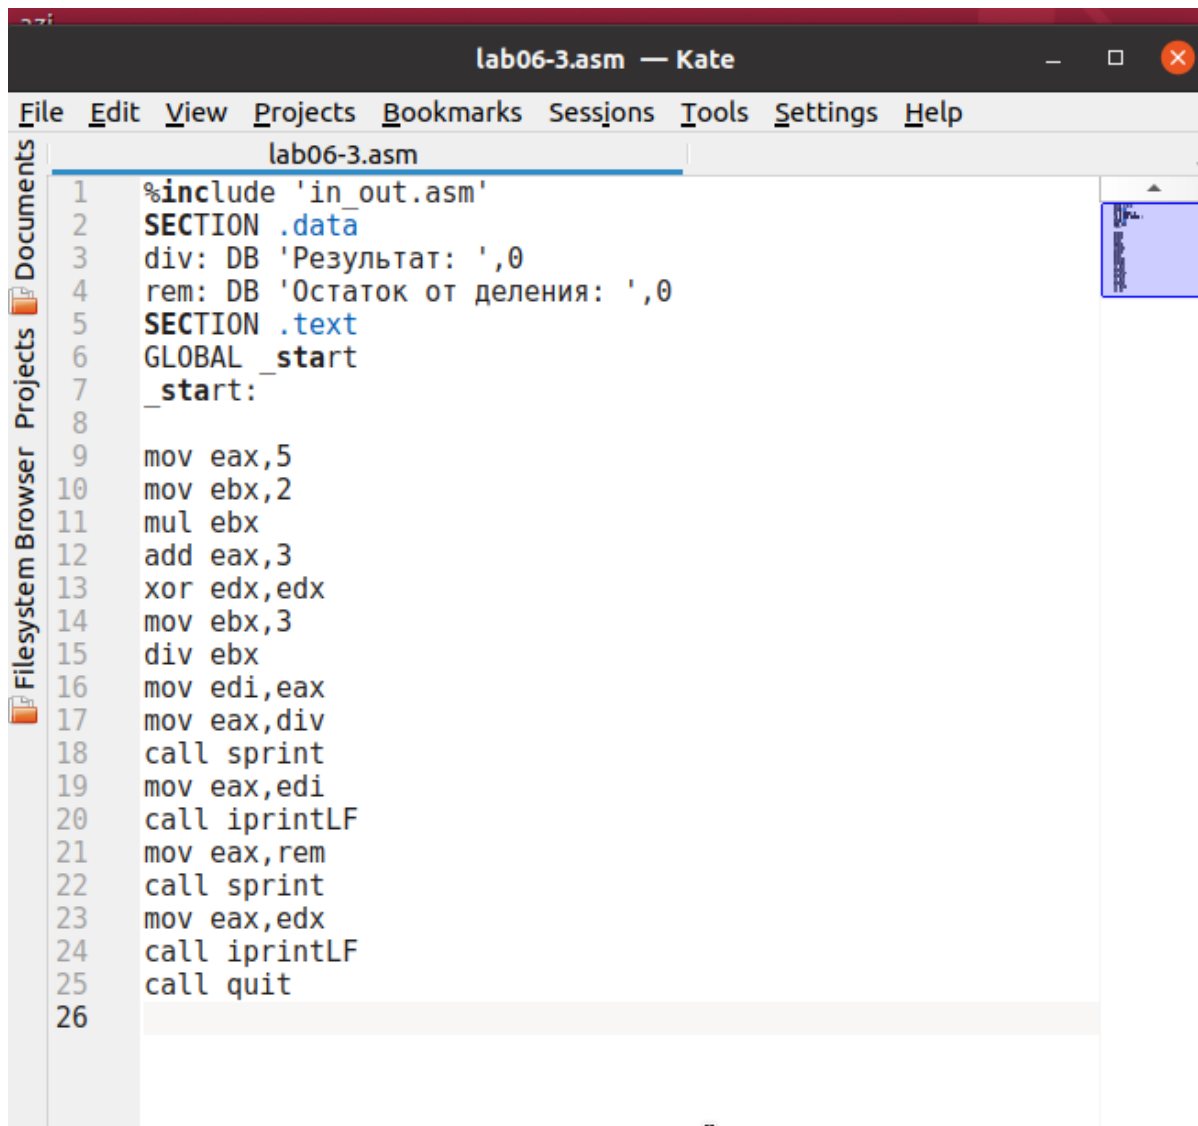 lab06-3.asm — Kate
File Edit View Projects Bookmarks Sessions Tools Settings Help
lab06-3.asm
Documents
Projects
Filesystem Browser
1 %include 'in_out.asm'
2 SECTION .data
3 div: DB 'Результат: ',0
4 rem: DB 'Остаток от деления: ',0
5 SECTION .text
6 GLOBAL _start
7 _start:
8
9 mov eax,5
10 mov ebx,2
11 mul ebx
12 add eax,3
13 xor edx,edx
14 mov ebx,3
15 div ebx
16 mov edi,eax
17 mov eax,div
18 call sprint
19 mov eax,edi
20 call iprintLF
21 mov eax,rem
22 call sprint
23 mov eax,edx
24 call iprintLF
25 call quit
26